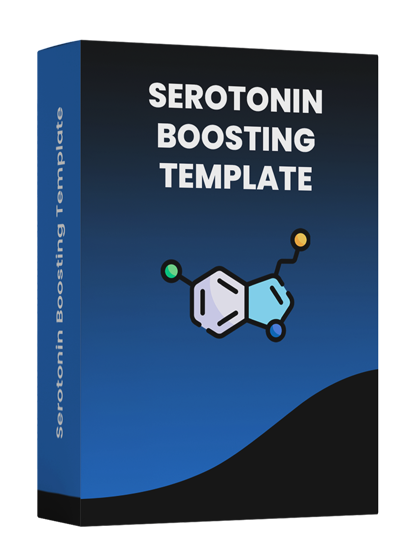 SEROTONIN
BOOSTING
TEMPLATE
Serotonin Boosting Template